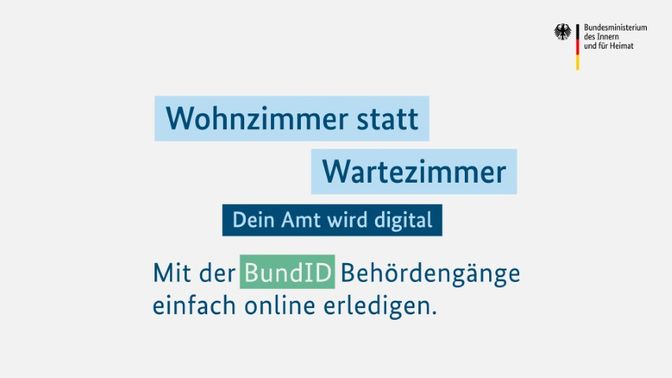 Bundesministerium
des Innern
und für Heimat
Wohnzimmer statt
Wartezimmer
Dein Amt wird digital
Mit der BundID Behördengänge
einfach online erledigen.